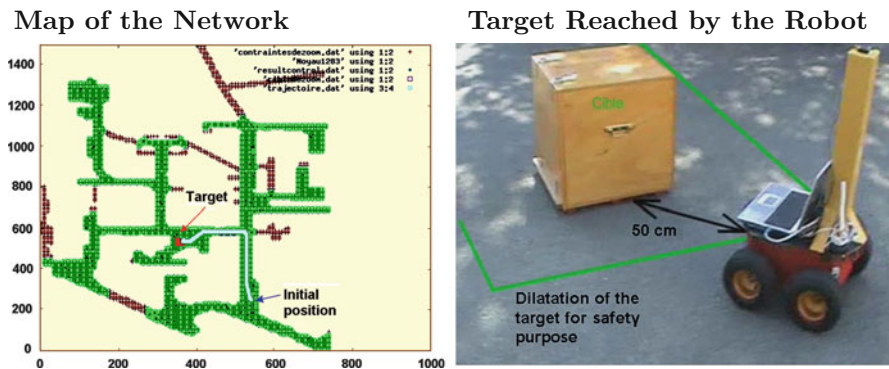 Map of the Network
Target Reached by the Robot
'contraintesdezoom.dat' using 1:2
'Noyau1203' using 1:2
'resultcontrol.dat' using 1:2
using 1:2
'trajectoire.dat' using 3:4
1400
1200
1000
800
600
400
200
0
0
200
400
600
800
1000
Target
Initial
position
Cible
50 cm
Dilatation of the
target for safety
purpose